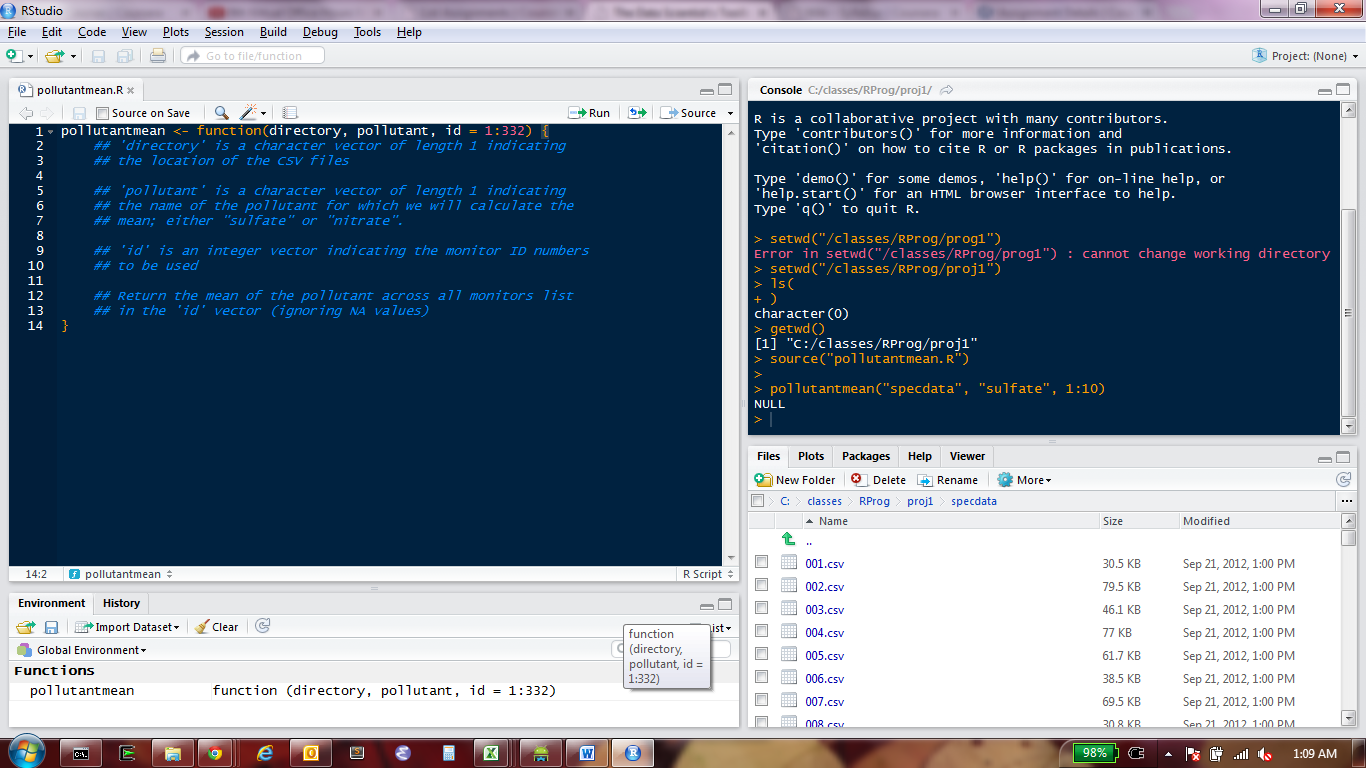 RStudio
File Edit Code View Plots Session Build Debug Tools Help
Go to file/function
Project: (None)
pollutantmean.R
Source on Save
Run
Source
1 pollutantmean <- function(directory, pollutant, id = 1:332) {
2 ## 'directory' is a character vector of length 1 indicating
3 ## the location of the CSV files
4
5 ## 'pollutant' is a character vector of length 1 indicating
6 ## the name of the pollutant for which we will calculate the
7 ## mean; either "sulfate" or "nitrate".
8
9 ## 'id' is an integer vector indicating the monitor ID numbers
10 ## to be used
11
12 ## Return the mean of the pollutant across all monitors list
13 ## in the 'id' vector (ignoring NA values)
14 }
14:2 pollutantmean R Script
Environment History
Import Dataset Clear
List
Global Environment
Functions
pollutantmean function (directory, pollutant, id = 1:332)
function
(directory,
pollutant, id =
1:332)
Console C:/classes/RProg/proj1/
R is a collaborative project with many contributors.
Type 'contributors()' for more information and
'citation()' on how to cite R or R packages in publications.
Type 'demo()' for some demos, 'help()' for on-line help, or
'help.start()' for an HTML browser interface to help.
Type 'q()' to quit R.
> setwd("/classes/RProg/prog1")
Error in setwd("/classes/RProg/prog1") : cannot change working directory
> setwd("/classes/RProg/proj1")
> ls(
+ )
character(0)
> getwd()
[1] "C:/classes/RProg/proj1"
> source("pollutantmean.R")
>
> pollutantmean("specdata", "sulfate", 1:10)
NULL
>
Files Plots Packages Help Viewer
New Folder Delete Rename More
C: classes RProg proj1 specdata
Name Size Modified
..
001.csv 30.5 KB Sep 21, 2012, 1:00 PM
002.csv 79.5 KB Sep 21, 2012, 1:00 PM
003.csv 46.1 KB Sep 21, 2012, 1:00 PM
004.csv 77 KB Sep 21, 2012, 1:00 PM
005.csv 61.7 KB Sep 21, 2012, 1:00 PM
006.csv 38.5 KB Sep 21, 2012, 1:00 PM
007.csv 69.5 KB Sep 21, 2012, 1:00 PM
008.csv 30.8 KB Sep 21, 2012, 1:00 PM
98%
1:09 AM